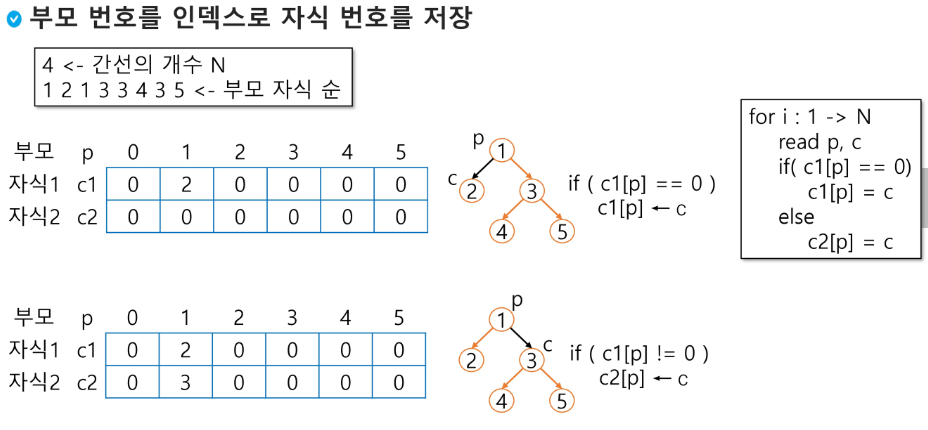 부모 번호를 인덱스로 자식 번호를 저장
4 <- 간선의 개수 N
1 2 1 3 3 4 3 5 <- 부모 자식 순
부모 p 0 1 2 3 4 5
자식1 c1 0 2 0 0 0 0
자식2 c2 0 0 0 0 0 0
p
1
c
2
3
4
5
if ( c1[p] == 0 )
c1[p] ← c
for i : 1 -> N
read p, c
if( c1[p] == 0)
c1[p] = c
else
c2[p] = c
부모 p 0 1 2 3 4 5
자식1 c1 0 2 0 0 0 0
자식2 c2 0 3 0 0 0 0
p
1
c
2
3
4
5
if ( c1[p] != 0 )
c2[p] ← c